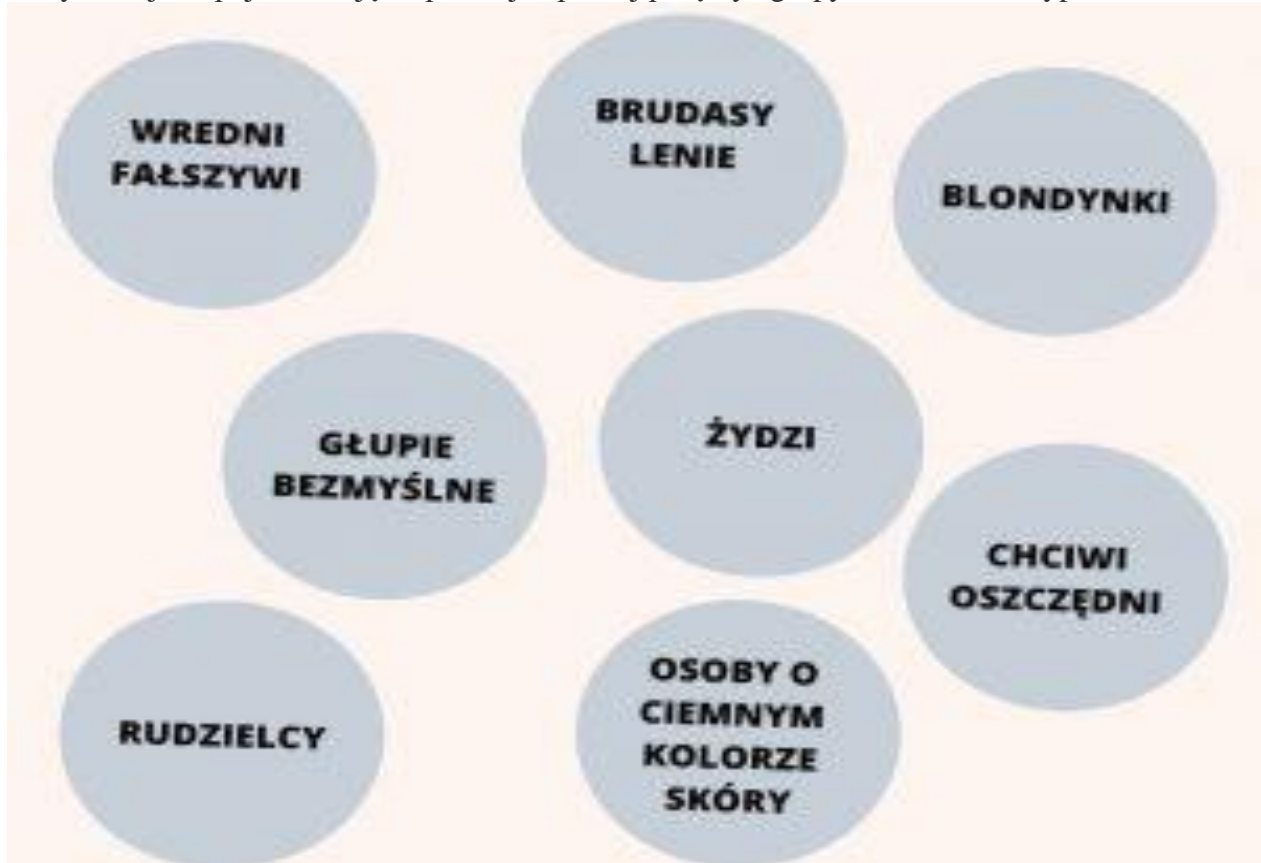 WREDNI
FAŁSZYWI
BRUDASY
LENIE
BLONDYNKI
GŁUPIE
BEZMYŚLNE
ŻYDZI
CHCIWI
OSZCZĘDNI
RUDZIELCY
OSOBY O
CIEMNYM
KOLORZE
SKÓRY